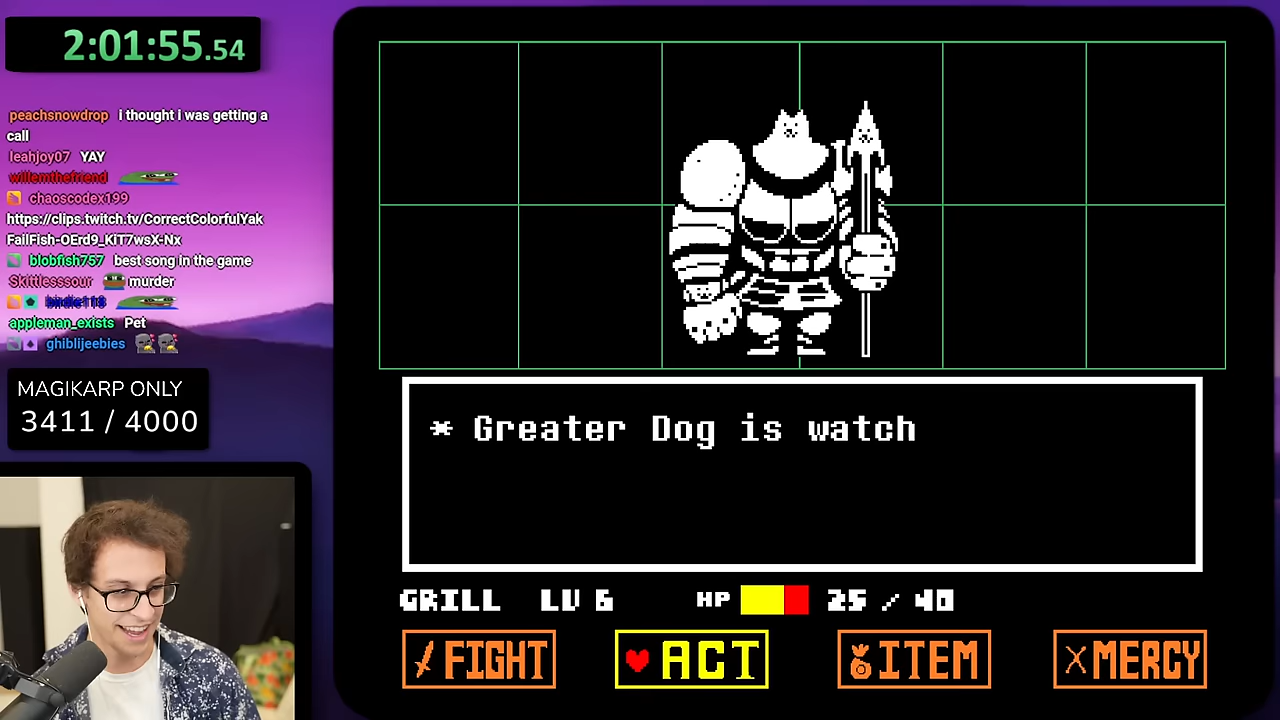 2:01:55.54
peachsnowdrop I thought I was getting a
call
leahjoy07 YAY
willemthefriend
chaoscodex199
https://clips.twitch.tv/CorrectColorfulYak
FailFish-OErd9_KiT7wsX-Nx
blobfish757 best song in the game
Skittlesssour murder
birdie118
appleman_exists Pet
ghiblijeebies
MAGIKARP ONLY
3411 / 4000
* Greater Dog is watch
GRILL LV 6 HP 25 / 40
FIGHT ACT ITEM MERCY